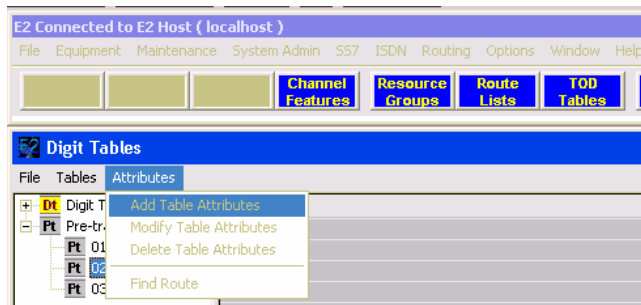 E2 Connected to E2 Host ( localhost )
File Equipment Maintenance System Admin SS7 ISDN Routing Options Window Help
Channel Features Resource Groups Route Lists TOD Tables
Digit Tables
File Tables Attributes
Dt Digit T
Pt Pre-tr
Pt 01
Pt 02
Pt 03
Add Table Attributes
Modify Table Attributes
Delete Table Attributes
Find Route